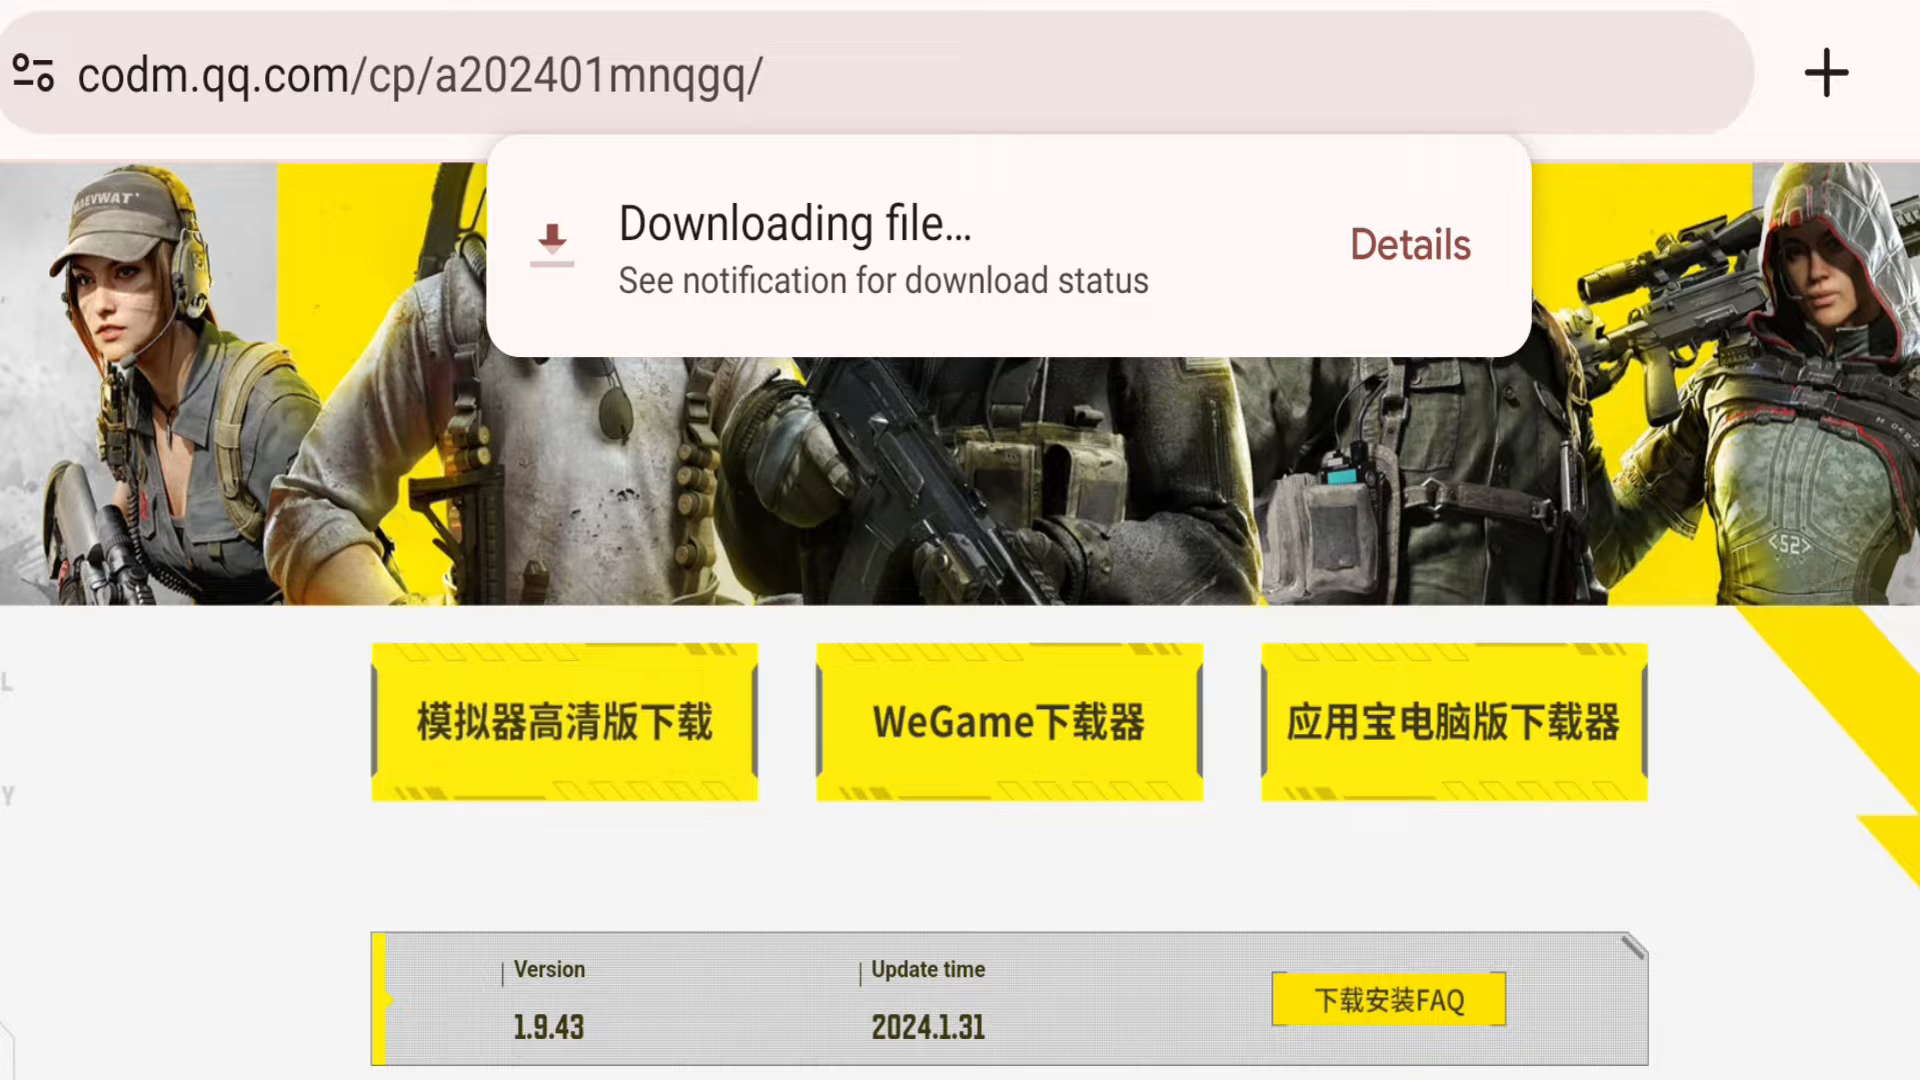 codm.qq.com/cp/a202401mnqgq/
Downloading file...
See notification for download status
Details
L
Y
<52>
模拟器高清版下载
WeGame下载器
应用宝电脑版下载器
Version
1.9.43
Update time
2024.1.31
下载安装FAQ